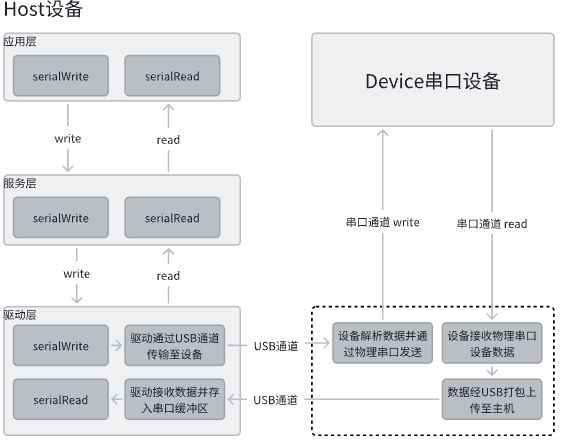 Host设备
应用层
serialWrite
serialRead
write
read
服务层
serialWrite
serialRead
write
read
驱动层
serialWrite
驱动通过USB通道
传输至设备
serialRead
驱动接收数据并存
入串口缓冲区
USB通道
USB通道
Device串口设备
串口通道 write
串口通道 read
设备解析数据并通
过物理串口发送
设备接收物理串口
设备数据
数据经USB打包上
传至主机